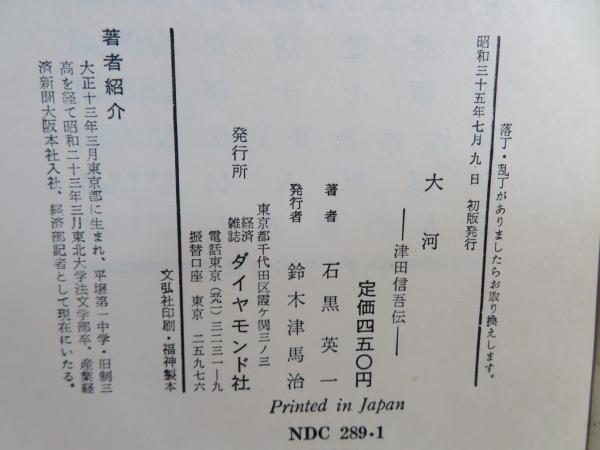 落丁・乱丁がありましたらお取り換えします。
昭和三十五年七月九日 初版発行
大河
──津田信吾伝──
定価四五〇円
著者 石黒英一
発行者 鈴木津馬治
東京都千代田区霞ケ関三ノ三
発行所 経済雑誌 ダイヤモンド社
電話東京(㊿)三二三一─九
振替口座 東京 二五九七六
文弘社印刷・福神製本
著者紹介
大正十三年三月東京都に生まれ、平壌第一中学・旧制三
高を経て昭和二十三年三月東北大学法文学部卒、産業経
済新聞大阪本社入社、経済部記者として現在にいたる。
Printed in Japan
NDC 289・1